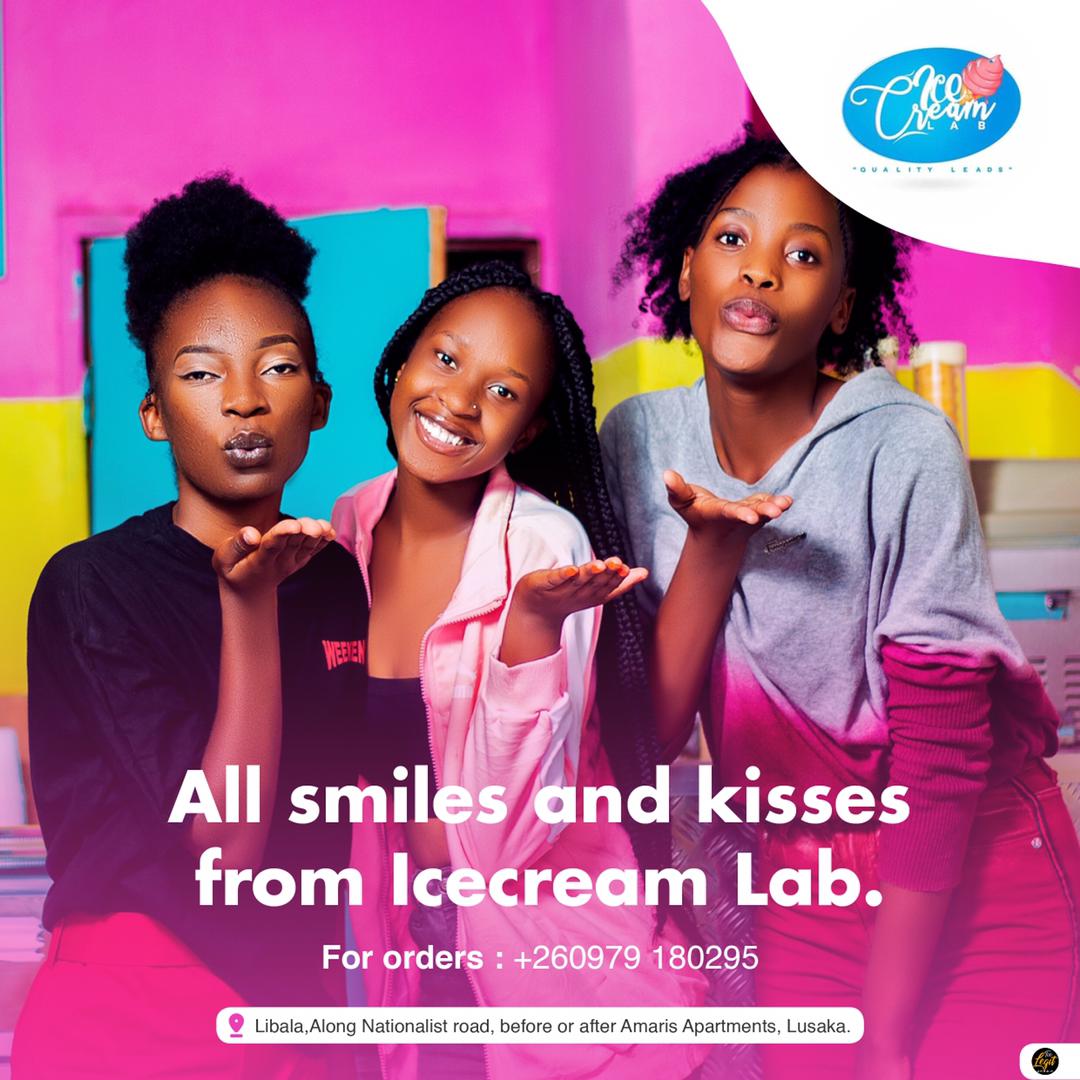 Ice
Cream
LAB
"QUALITY LEADS"
WEEKEN
All smiles and kisses
from Icecream Lab.
For orders : +260979 180295
Libala,Along Nationalist road, before or after Amaris Apartments, Lusaka.
Legit